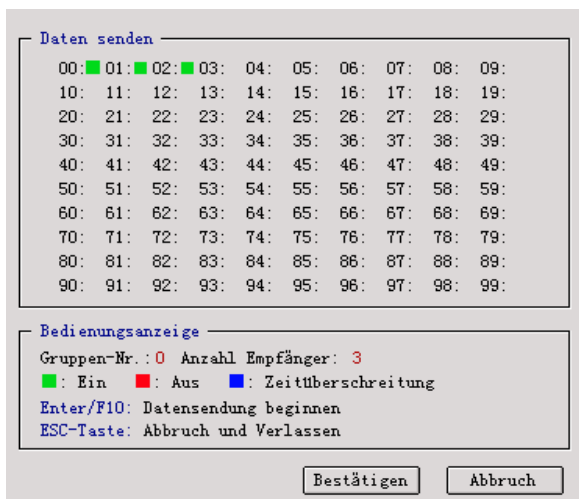 Daten senden
00: 01: 02: 03: 04: 05: 06: 07: 08: 09:
10: 11: 12: 13: 14: 15: 16: 17: 18: 19:
20: 21: 22: 23: 24: 25: 26: 27: 28: 29:
30: 31: 32: 33: 34: 35: 36: 37: 38: 39:
40: 41: 42: 43: 44: 45: 46: 47: 48: 49:
50: 51: 52: 53: 54: 55: 56: 57: 58: 59:
60: 61: 62: 63: 64: 65: 66: 67: 68: 69:
70: 71: 72: 73: 74: 75: 76: 77: 78: 79:
80: 81: 82: 83: 84: 85: 86: 87: 88: 89:
90: 91: 92: 93: 94: 95: 96: 97: 98: 99:
Bedienungsanzeige
Gruppen-Nr.:0 Anzahl Empfänger: 3
: Ein : Aus : Zeitüberschreitung
Enter/F10: Datensendung beginnen
ESC-Taste: Abbruch und Verlassen
Bestätigen Abbruch